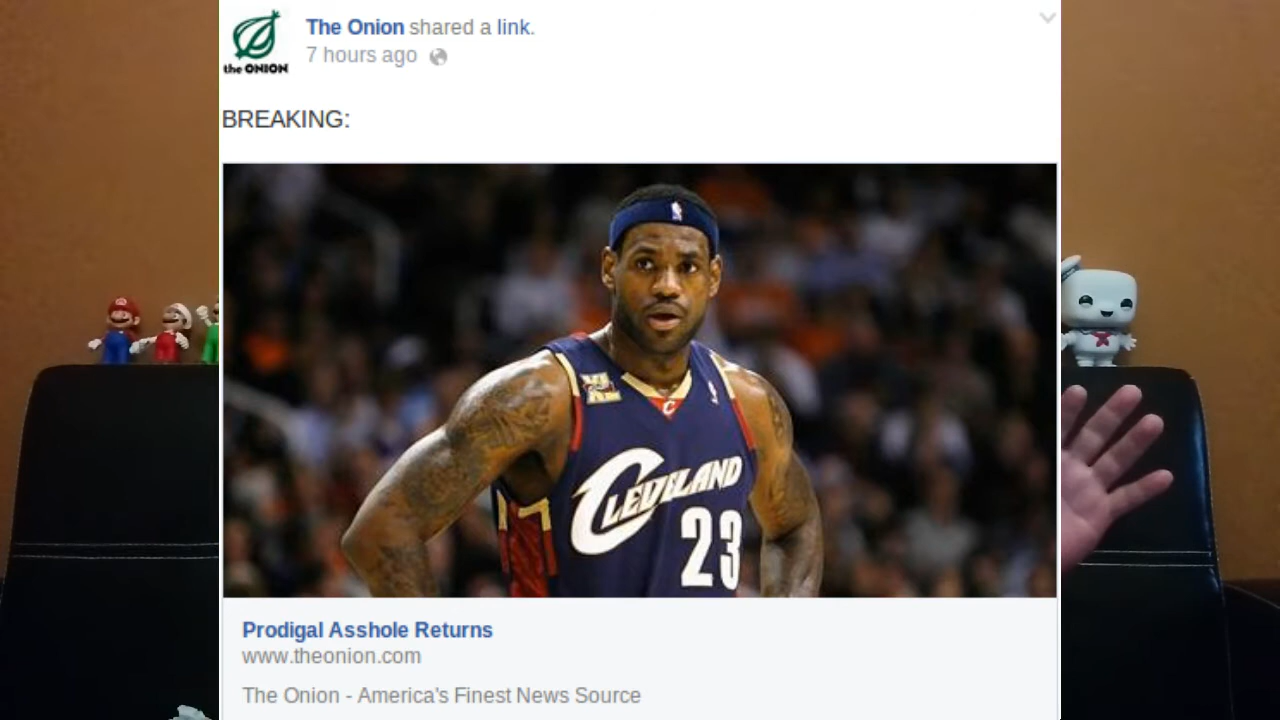 The Onion shared a link.
7 hours ago
the ONION
BREAKING:
CLEVELAND
23
Prodigal Asshole Returns
www.theonion.com
The Onion - America's Finest News Source